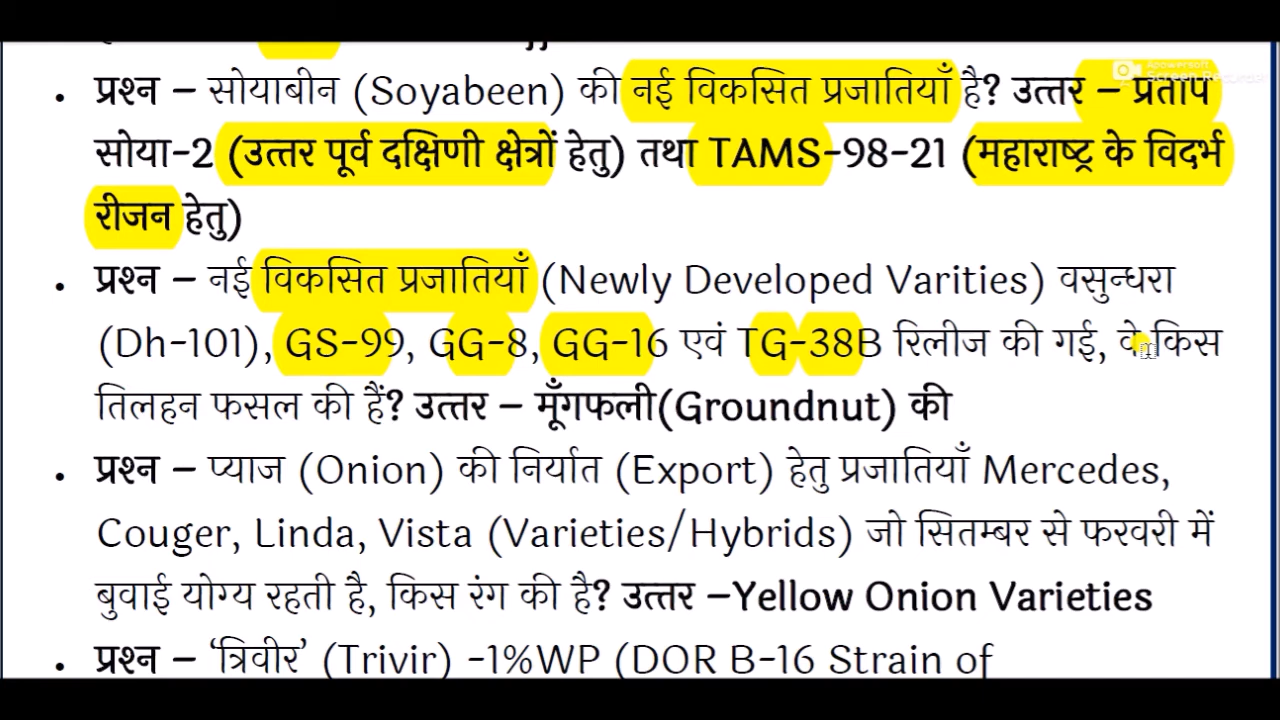 • प्रश्न – सोयाबीन (Soyabeen) की नई विकसित प्रजातियाँ है? उत्तर – प्रताप
सोया-2 (उत्तर पूर्व दक्षिणी क्षेत्रों हेतु) तथा TAMS-98-21 (महाराष्ट्र के विदर्भ
रीजन हेतु)
• प्रश्न – नई विकसित प्रजातियाँ (Newly Developed Varities) वसुन्धरा
(Dh-101), GS-99, GG-8, GG-16 एवं TG-38B रिलीज की गई, वे किस
तिलहन फसल की हैं? उत्तर – मूँगफली(Groundnut) की
• प्रश्न – प्याज (Onion) की निर्यात (Export) हेतु प्रजातियाँ Mercedes,
Couger, Linda, Vista (Varieties/Hybrids) जो सितम्बर से फरवरी में
बुवाई योग्य रहती है, किस रंग की है? उत्तर –Yellow Onion Varieties
• प्रश्न – ‘त्रिवीर’ (Trivir) -1%WP (DOR B-16 Strain of
Apowersoft
Screen Recorder